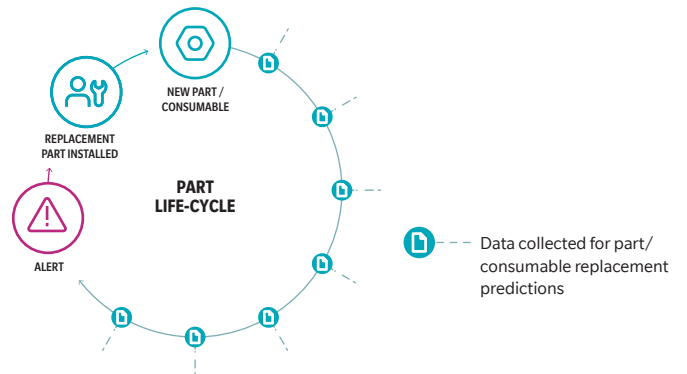 NEW PART /
CONSUMABLE
REPLACEMENT
PART INSTALLED
PART
LIFE-CYCLE
ALERT
Data collected for part/
consumable replacement
predictions